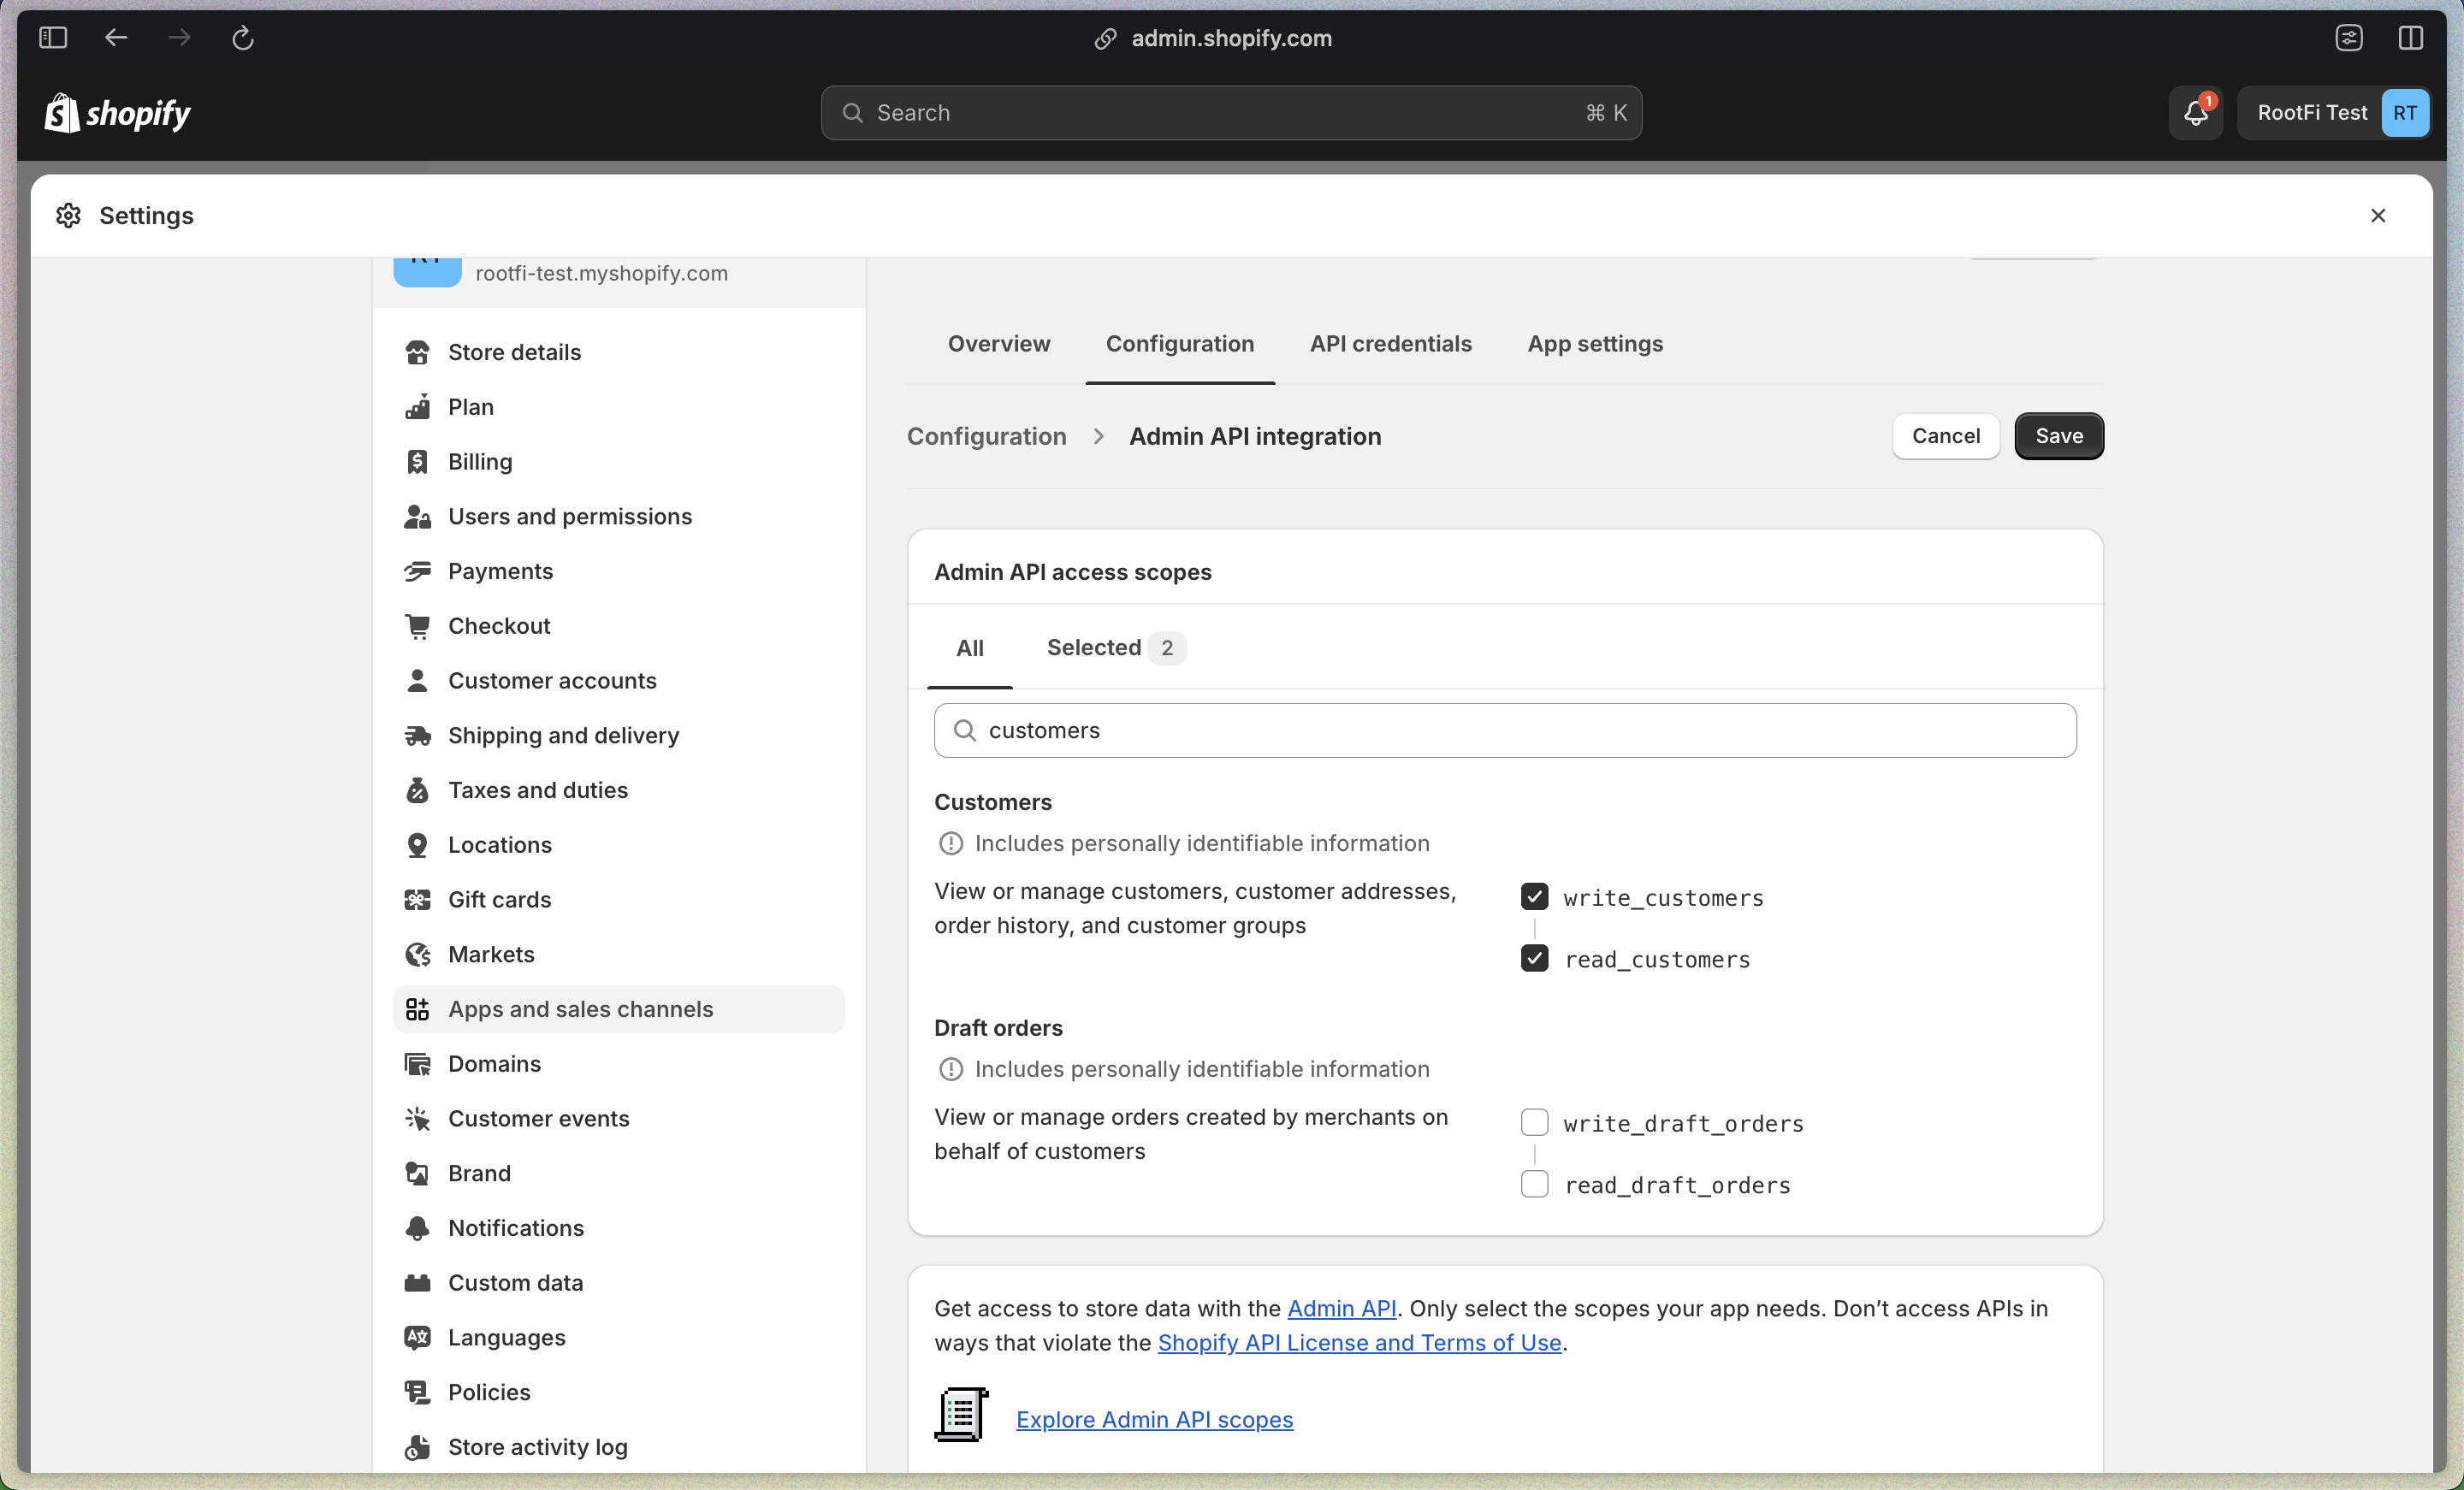 admin.shopify.com
shopify
Search
⌘ K
1
RootFi Test
RT
Settings
rootfi-test.myshopify.com
Store details
Plan
Billing
Users and permissions
Payments
Checkout
Customer accounts
Shipping and delivery
Taxes and duties
Locations
Gift cards
Markets
Apps and sales channels
Domains
Customer events
Brand
Notifications
Custom data
Languages
Policies
Store activity log
Overview
Configuration
API credentials
App settings
Configuration
Admin API integration
Cancel
Save
Admin API access scopes
All
Selected 2
customers
Customers
Includes personally identifiable information
View or manage customers, customer addresses,
order history, and customer groups
write_customers
read_customers
Draft orders
Includes personally identifiable information
View or manage orders created by merchants on
behalf of customers
write_draft_orders
read_draft_orders
Get access to store data with the Admin API. Only select the scopes your app needs. Don’t access APIs in
ways that violate the Shopify API License and Terms of Use.
Explore Admin API scopes